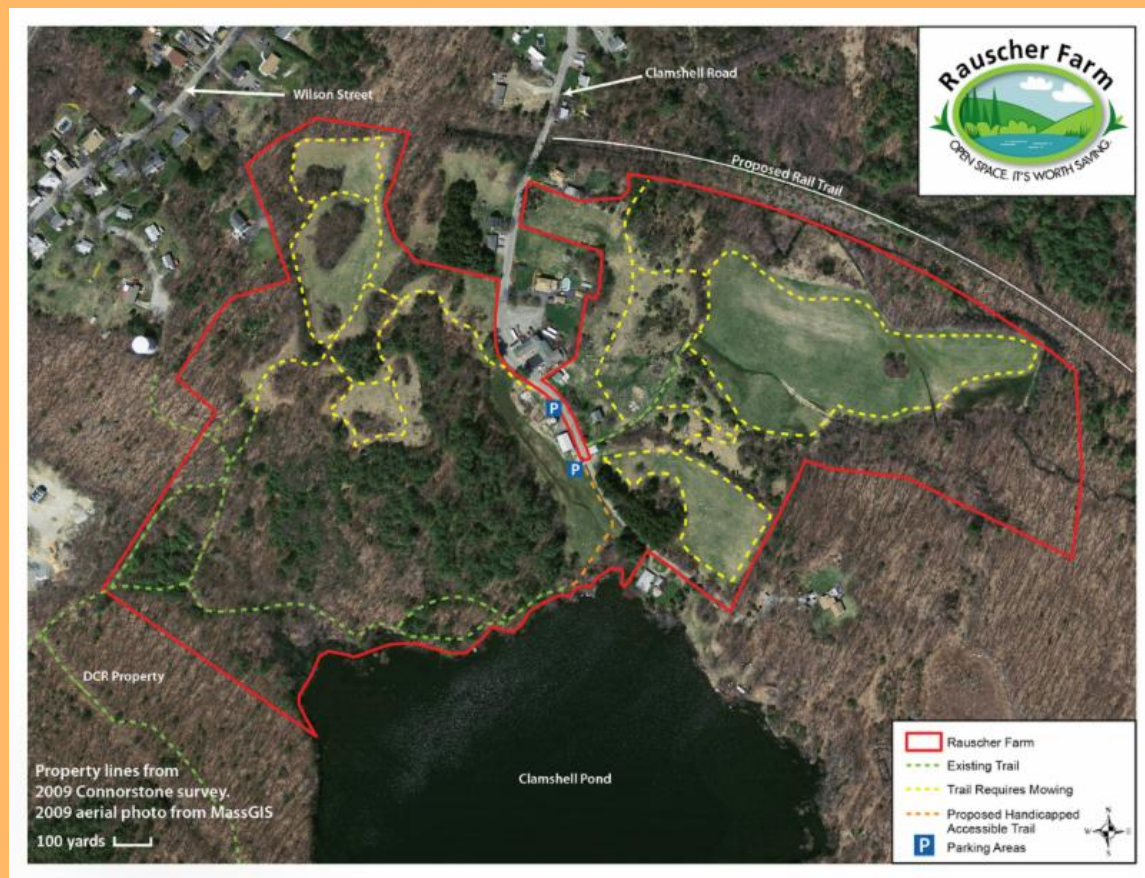 Rauscher Farm
OPEN SPACE. IT'S WORTH SAVING.
Clamshell Road
Wilson Street
Proposed Rail Trail
P
P
DCR Property
Clamshell Pond
Property lines from
2009 Connorstone survey.
2009 aerial photo from MassGIS
100 yards
Rauscher Farm
Existing Trail
Trail Requires Mowing
Proposed Handicapped
Accessible Trail
P Parking Areas
N
W E
S